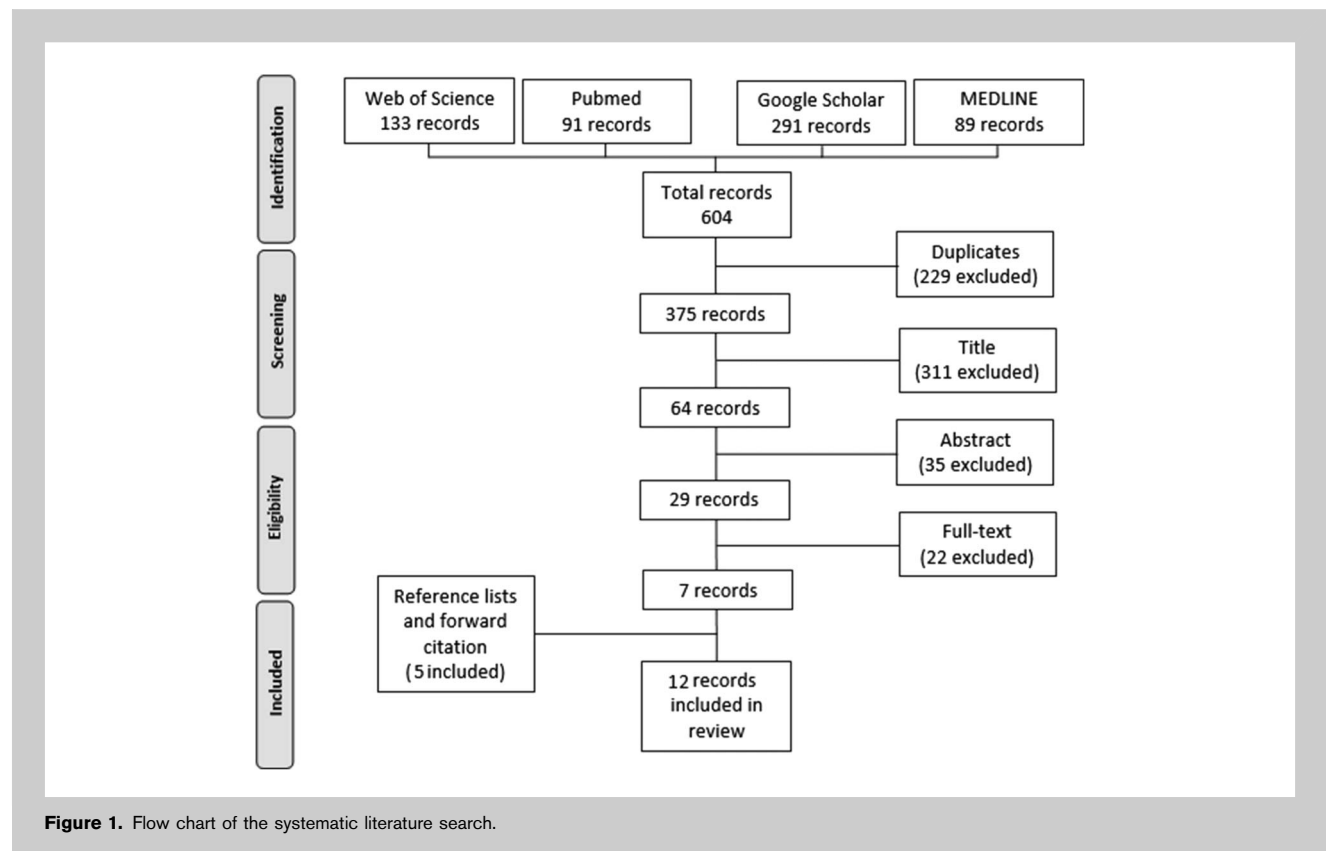 Identification
Web of Science
133 records
Pubmed
91 records
Google Scholar
291 records
MEDLINE
89 records
Total records
604
Duplicates
(229 excluded)
Screening
375 records
Title
(311 excluded)
64 records
Abstract
(35 excluded)
Eligibility
29 records
Full-text
(22 excluded)
7 records
Reference lists
and forward
citation
(5 included)
Included
12 records
included in
review
Figure 1. Flow chart of the systematic literature search.